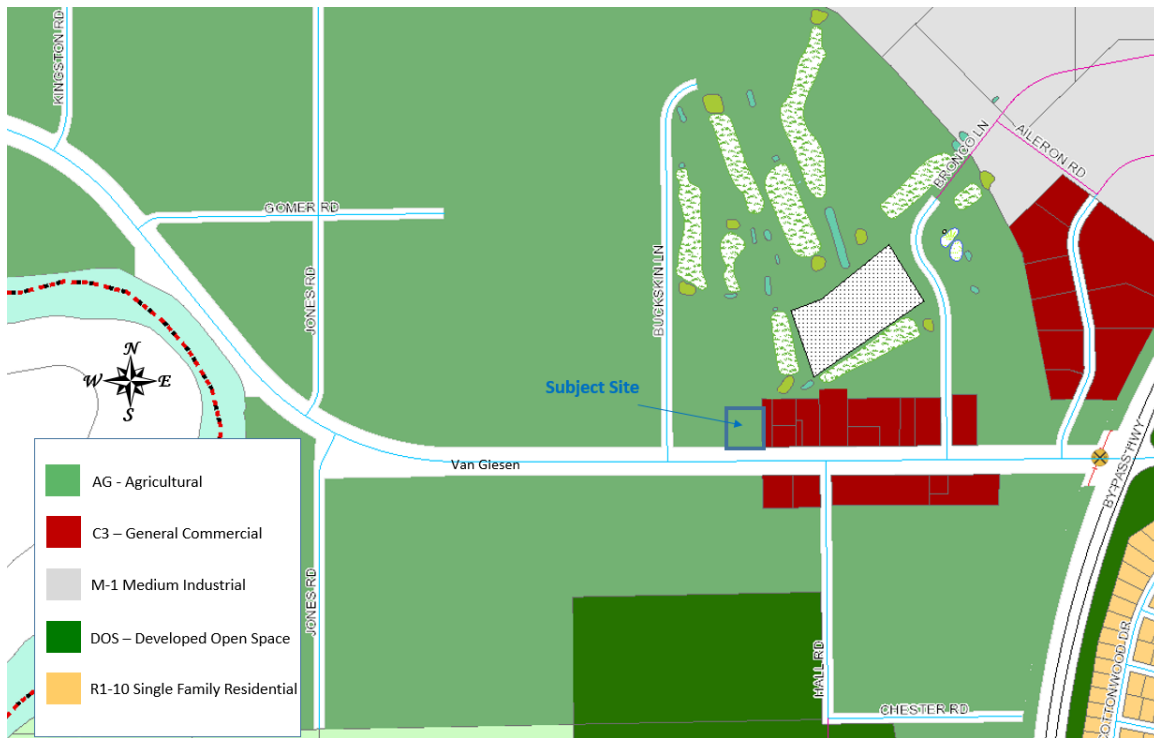 KINGSTON RD
GOMER RD
JONES RD
BUCKSKIN LN
BRONCO LN
AILERON RD
N
W E
S
Subject Site
Van Giesen
BYPASS HWY
AG - Agricultural
C3 – General Commercial
M-1 Medium Industrial
DOS – Developed Open Space
R1-10 Single Family Residential
JONES RD
HALL RD
CHESTER RD
COTTONWOOD DR